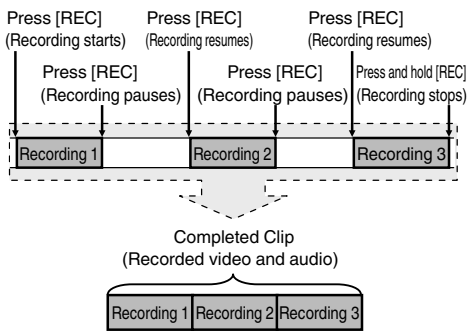 Press [REC]
(Recording starts)
Press [REC]
(Recording resumes)
Press [REC]
(Recording resumes)
Press [REC]
(Recording pauses)
Press [REC]
(Recording pauses)
Press and hold [REC]
(Recording stops)
Recording 1
Recording 2
Recording 3
Completed Clip
(Recorded video and audio)
Recording 1
Recording 2
Recording 3